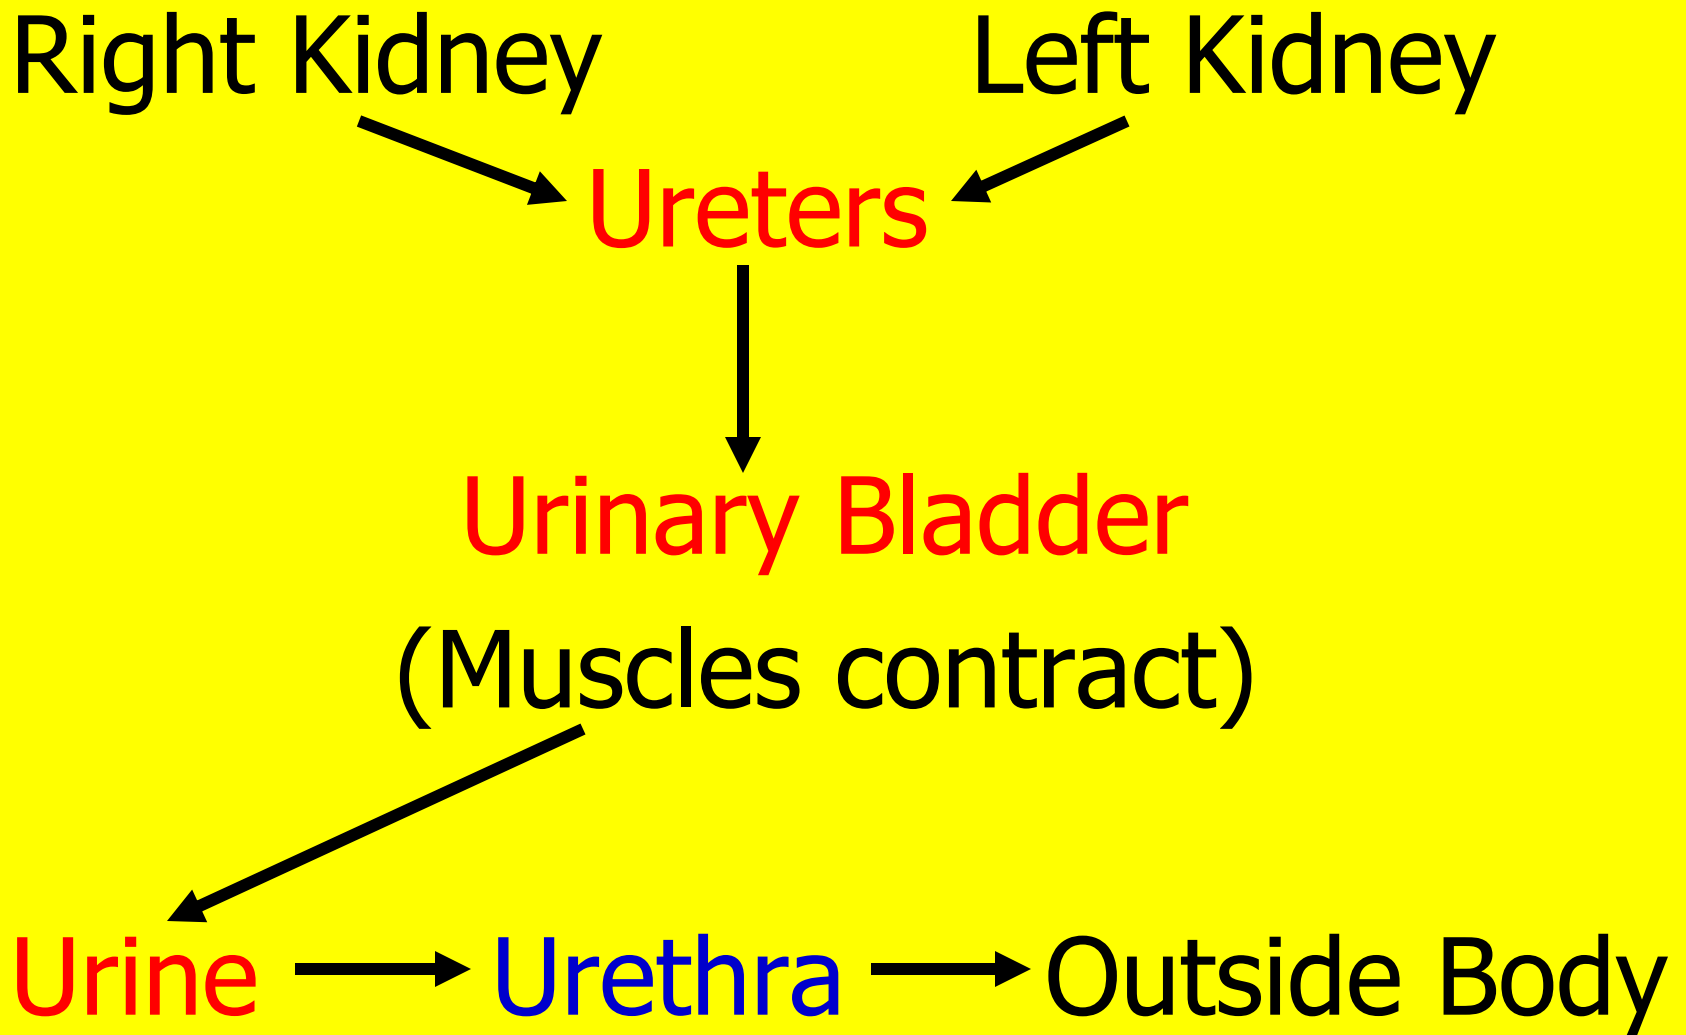 Right Kidney Left Kidney
Ureters
Urinary Bladder
(Muscles contract)
Urine Urethra Outside Body